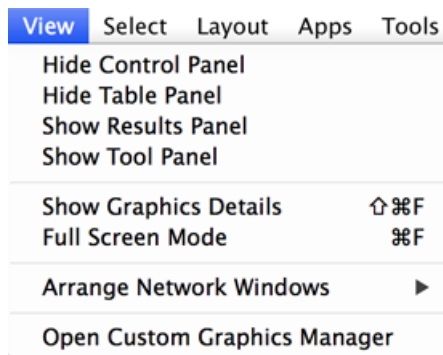 View Select Layout Apps Tools
Hide Control Panel
Hide Table Panel
Show Results Panel
Show Tool Panel
Show Graphics Details ⇧⌘F
Full Screen Mode ⌘F
Arrange Network Windows ▶
Open Custom Graphics Manager